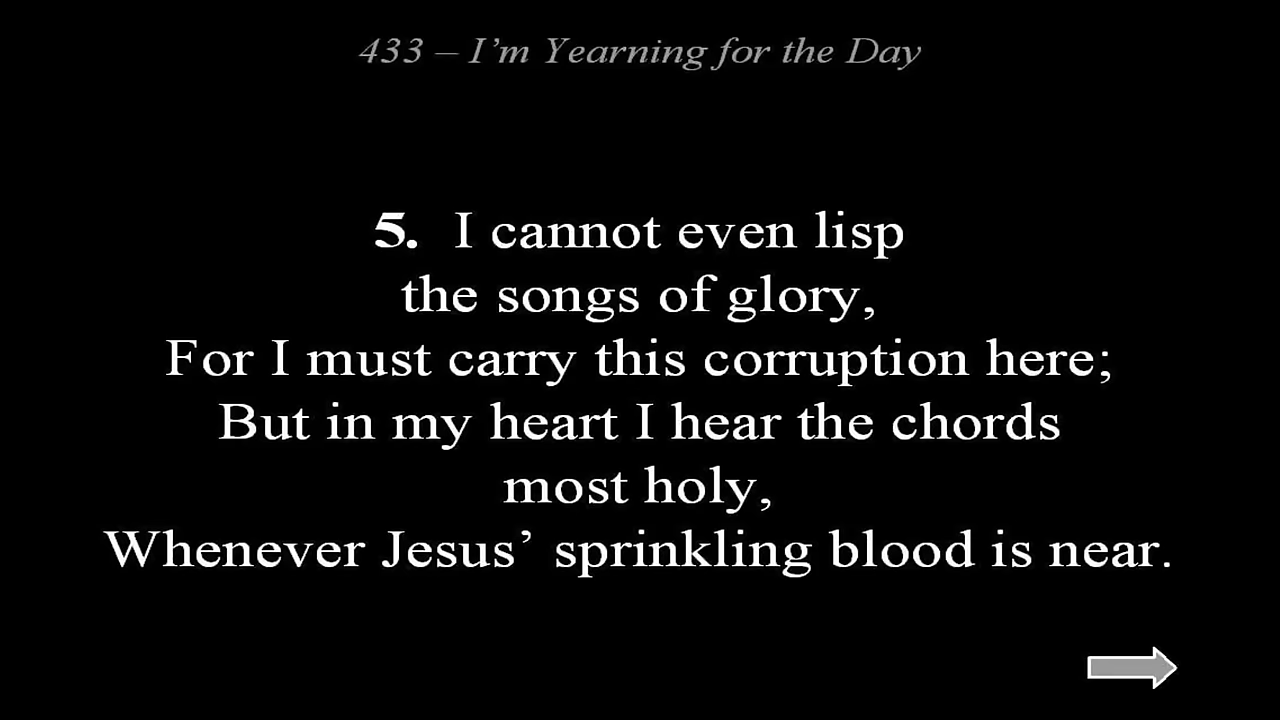 433 – I’m Yearning for the Day
5. I cannot even lisp
the songs of glory,
For I must carry this corruption here;
But in my heart I hear the chords
most holy,
Whenever Jesus’ sprinkling blood is near.